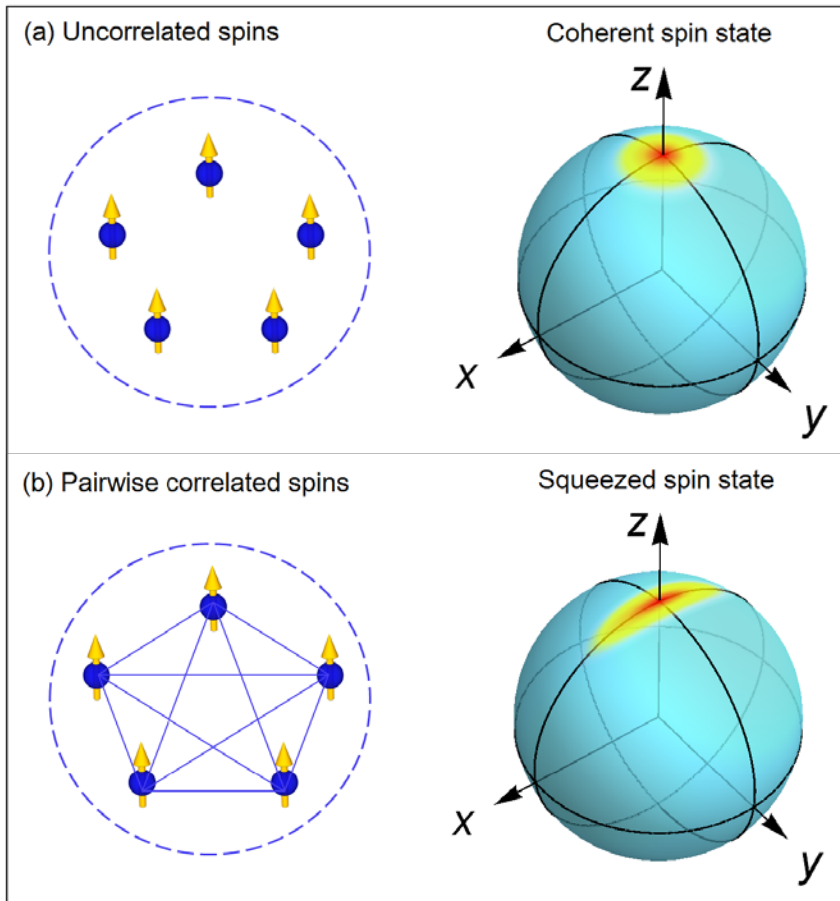 (a) Uncorrelated spins
Coherent spin state
z
x
y
(b) Pairwise correlated spins
Squeezed spin state
z
x
y